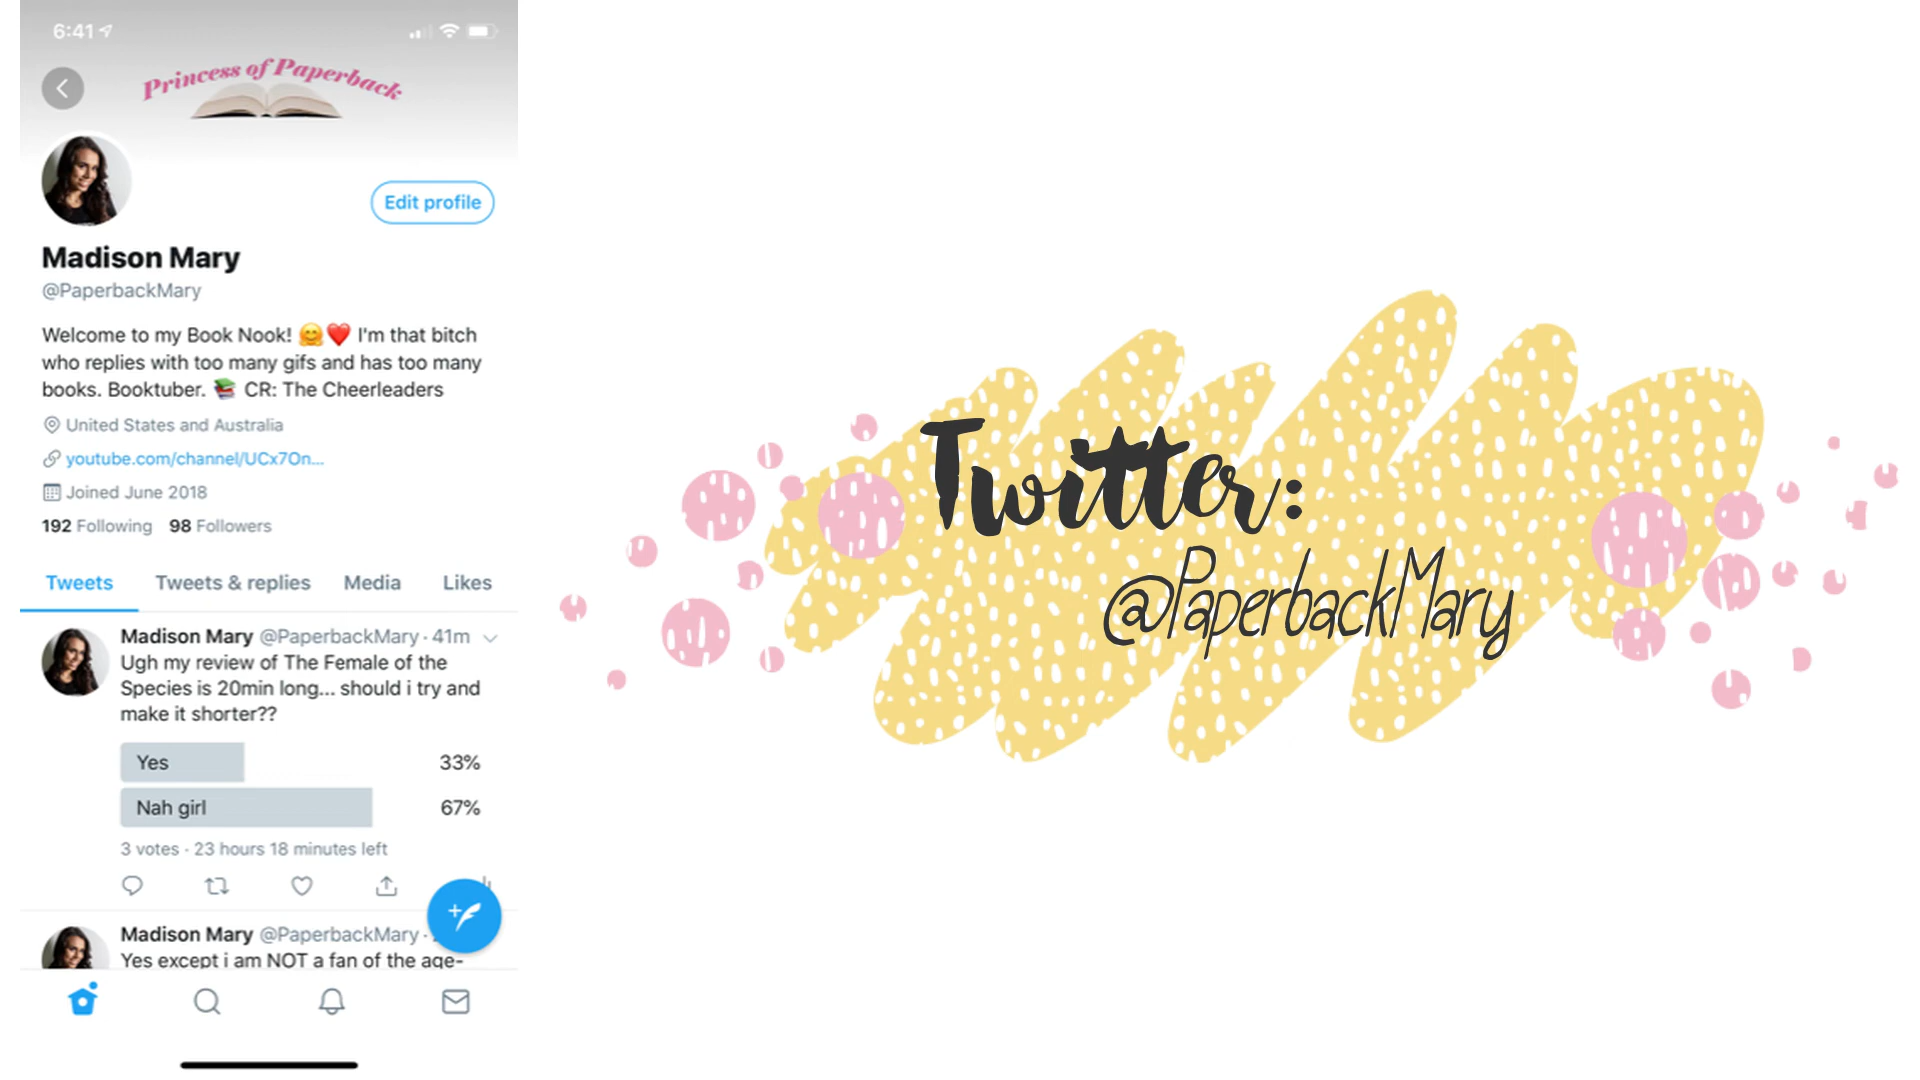 6:41
Princess of Paperback
Edit profile
Madison Mary
@PaperbackMary
Welcome to my Book Nook! 🤗❤️ I'm that bitch
who replies with too many gifs and has too many
books. Booktuber. 📚 CR: The Cheerleaders
United States and Australia
youtube.com/channel/UCx7On...
Joined June 2018
192 Following 98 Followers
Tweets Tweets & replies Media Likes
Madison Mary @PaperbackMary · 41m
Ugh my review of The Female of the
Species is 20min long... should i try and
make it shorter??
Yes 33%
Nah girl 67%
3 votes · 23 hours 18 minutes left
Madison Mary @PaperbackMary ·
Yes except i am NOT a fan of the age-
Twitter:
@PaperbackMary